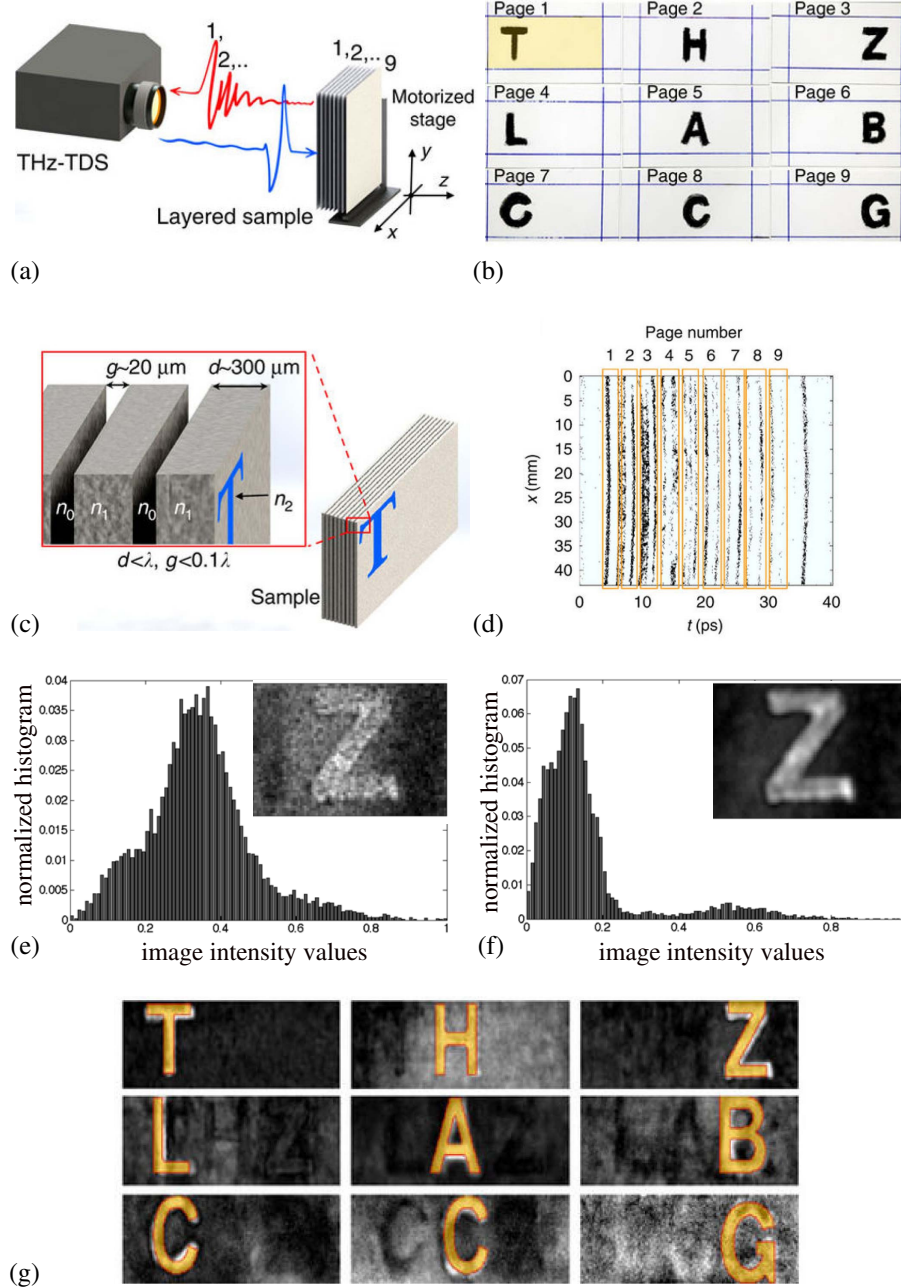 1,
2,..
1,2,..
9
Motorized
stage
THz-TDS
Layered sample
y
z
x
(a)
Page 1
Page 2
Page 3
T
H
Z
Page 4
Page 5
Page 6
L
A
B
Page 7
Page 8
Page 9
C
C
G
(b)
g~20 μm
d~300 μm
n0
n1
n0
n1
T
n2
d<λ, g<0.1λ
T
Sample
(c)
Page number
1 2 3 4 5 6 7 8 9
0
5
10
15
20
25
30
35
40
x (mm)
0 10 20 30 40
t (ps)
(d)
0.04
0.035
0.03
0.025
0.02
0.015
0.01
0.005
0
normalized histogram
Z
0 0.2 0.4 0.6 0.8 1
image intensity values
(e)
0.07
0.06
0.05
0.04
0.03
0.02
0.01
0
normalized histogram
Z
0 0.2 0.4 0.6 0.8
image intensity values
(f)
T
H
Z
L
A
B
C
C
G
(g)